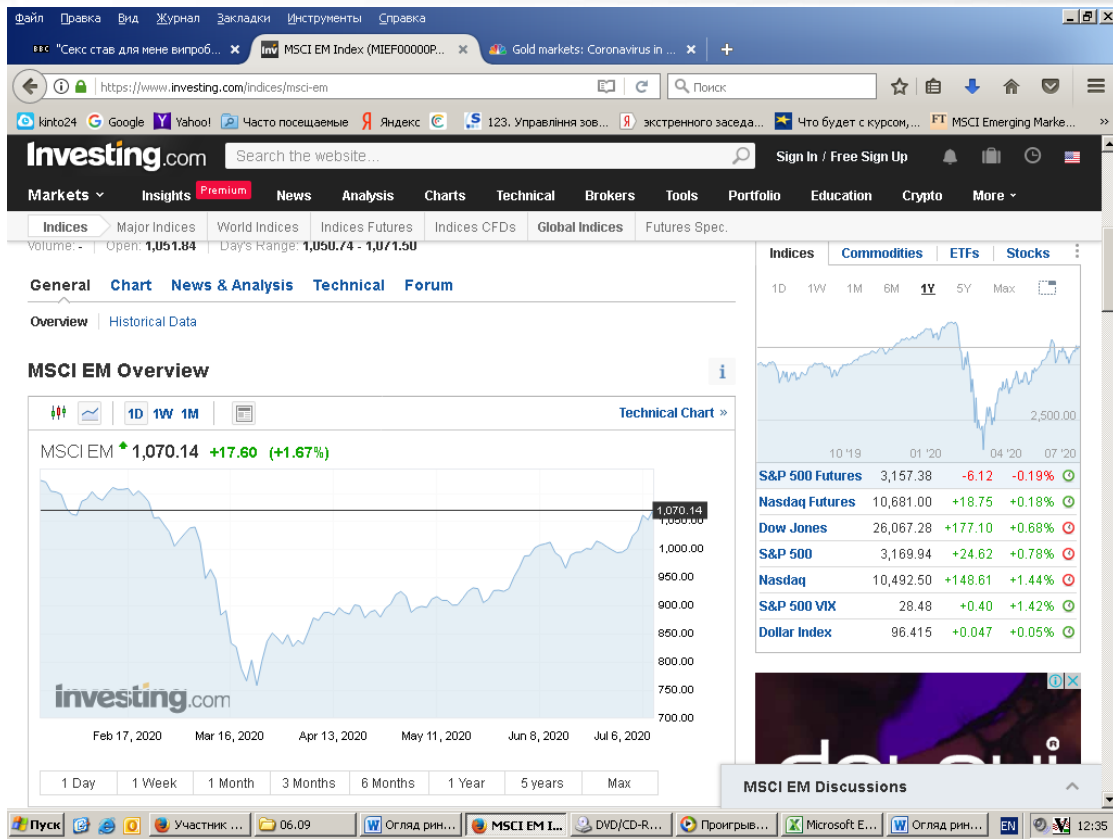 Файл Правка Вид Журнал Закладки Инструменты Справка
BBC "Секс став для мене випроб... Inv MSCI EM Index (MIEF00000P... Gold markets: Coronavirus in ...
https://www.investing.com/indices/msci-em Поиск
kinto24 Google Yahoo! Часто посещаемые Яндекс 123. Управління зов... экстренного заседа... Что будет с курсом,... FT MSCI Emerging Marke... »
Investing.com Search the website... Sign In / Free Sign Up
Markets Insights Premium News Analysis Charts Technical Brokers Tools Portfolio Education Crypto More
Indices Major Indices World Indices Indices Futures Indices CFDs Global Indices Futures Spec.
Volume: - Open: 1,051.84 Day's Range: 1,050.74 - 1,071.50
General Chart News & Analysis Technical Forum
Overview Historical Data
MSCI EM Overview
1D 1W 1M
Technical Chart »
MSCI EM 1,070.14 +17.60 (+1.67%)
1,070.14
1,050.00
1,000.00
950.00
900.00
850.00
800.00
750.00
700.00
Investing.com
Feb 17, 2020 Mar 16, 2020 Apr 13, 2020 May 11, 2020 Jun 8, 2020 Jul 6, 2020
1 Day 1 Week 1 Month 3 Months 6 Months 1 Year 5 years Max
Indices Commodities ETFs Stocks
1D 1W 1M 6M 1Y 5Y Max
2,500.00
10 '19 01 '20 04 '20 07 '20
S&P 500 Futures 3,157.38 -6.12 -0.19%
Nasdaq Futures 10,681.00 +18.75 +0.18%
Dow Jones 26,067.28 +177.10 +0.68%
S&P 500 3,169.94 +24.62 +0.78%
Nasdaq 10,492.50 +148.61 +1.44%
S&P 500 VIX 28.48 +0.40 +1.42%
Dollar Index 96.415 +0.047 +0.05%
MSCI EM Discussions
Пуск Участник ... 06.09 Огляд рин... MSCI EM I... DVD/CD-R... Проигрыв... Microsoft E... Огляд рин... EN 12:35